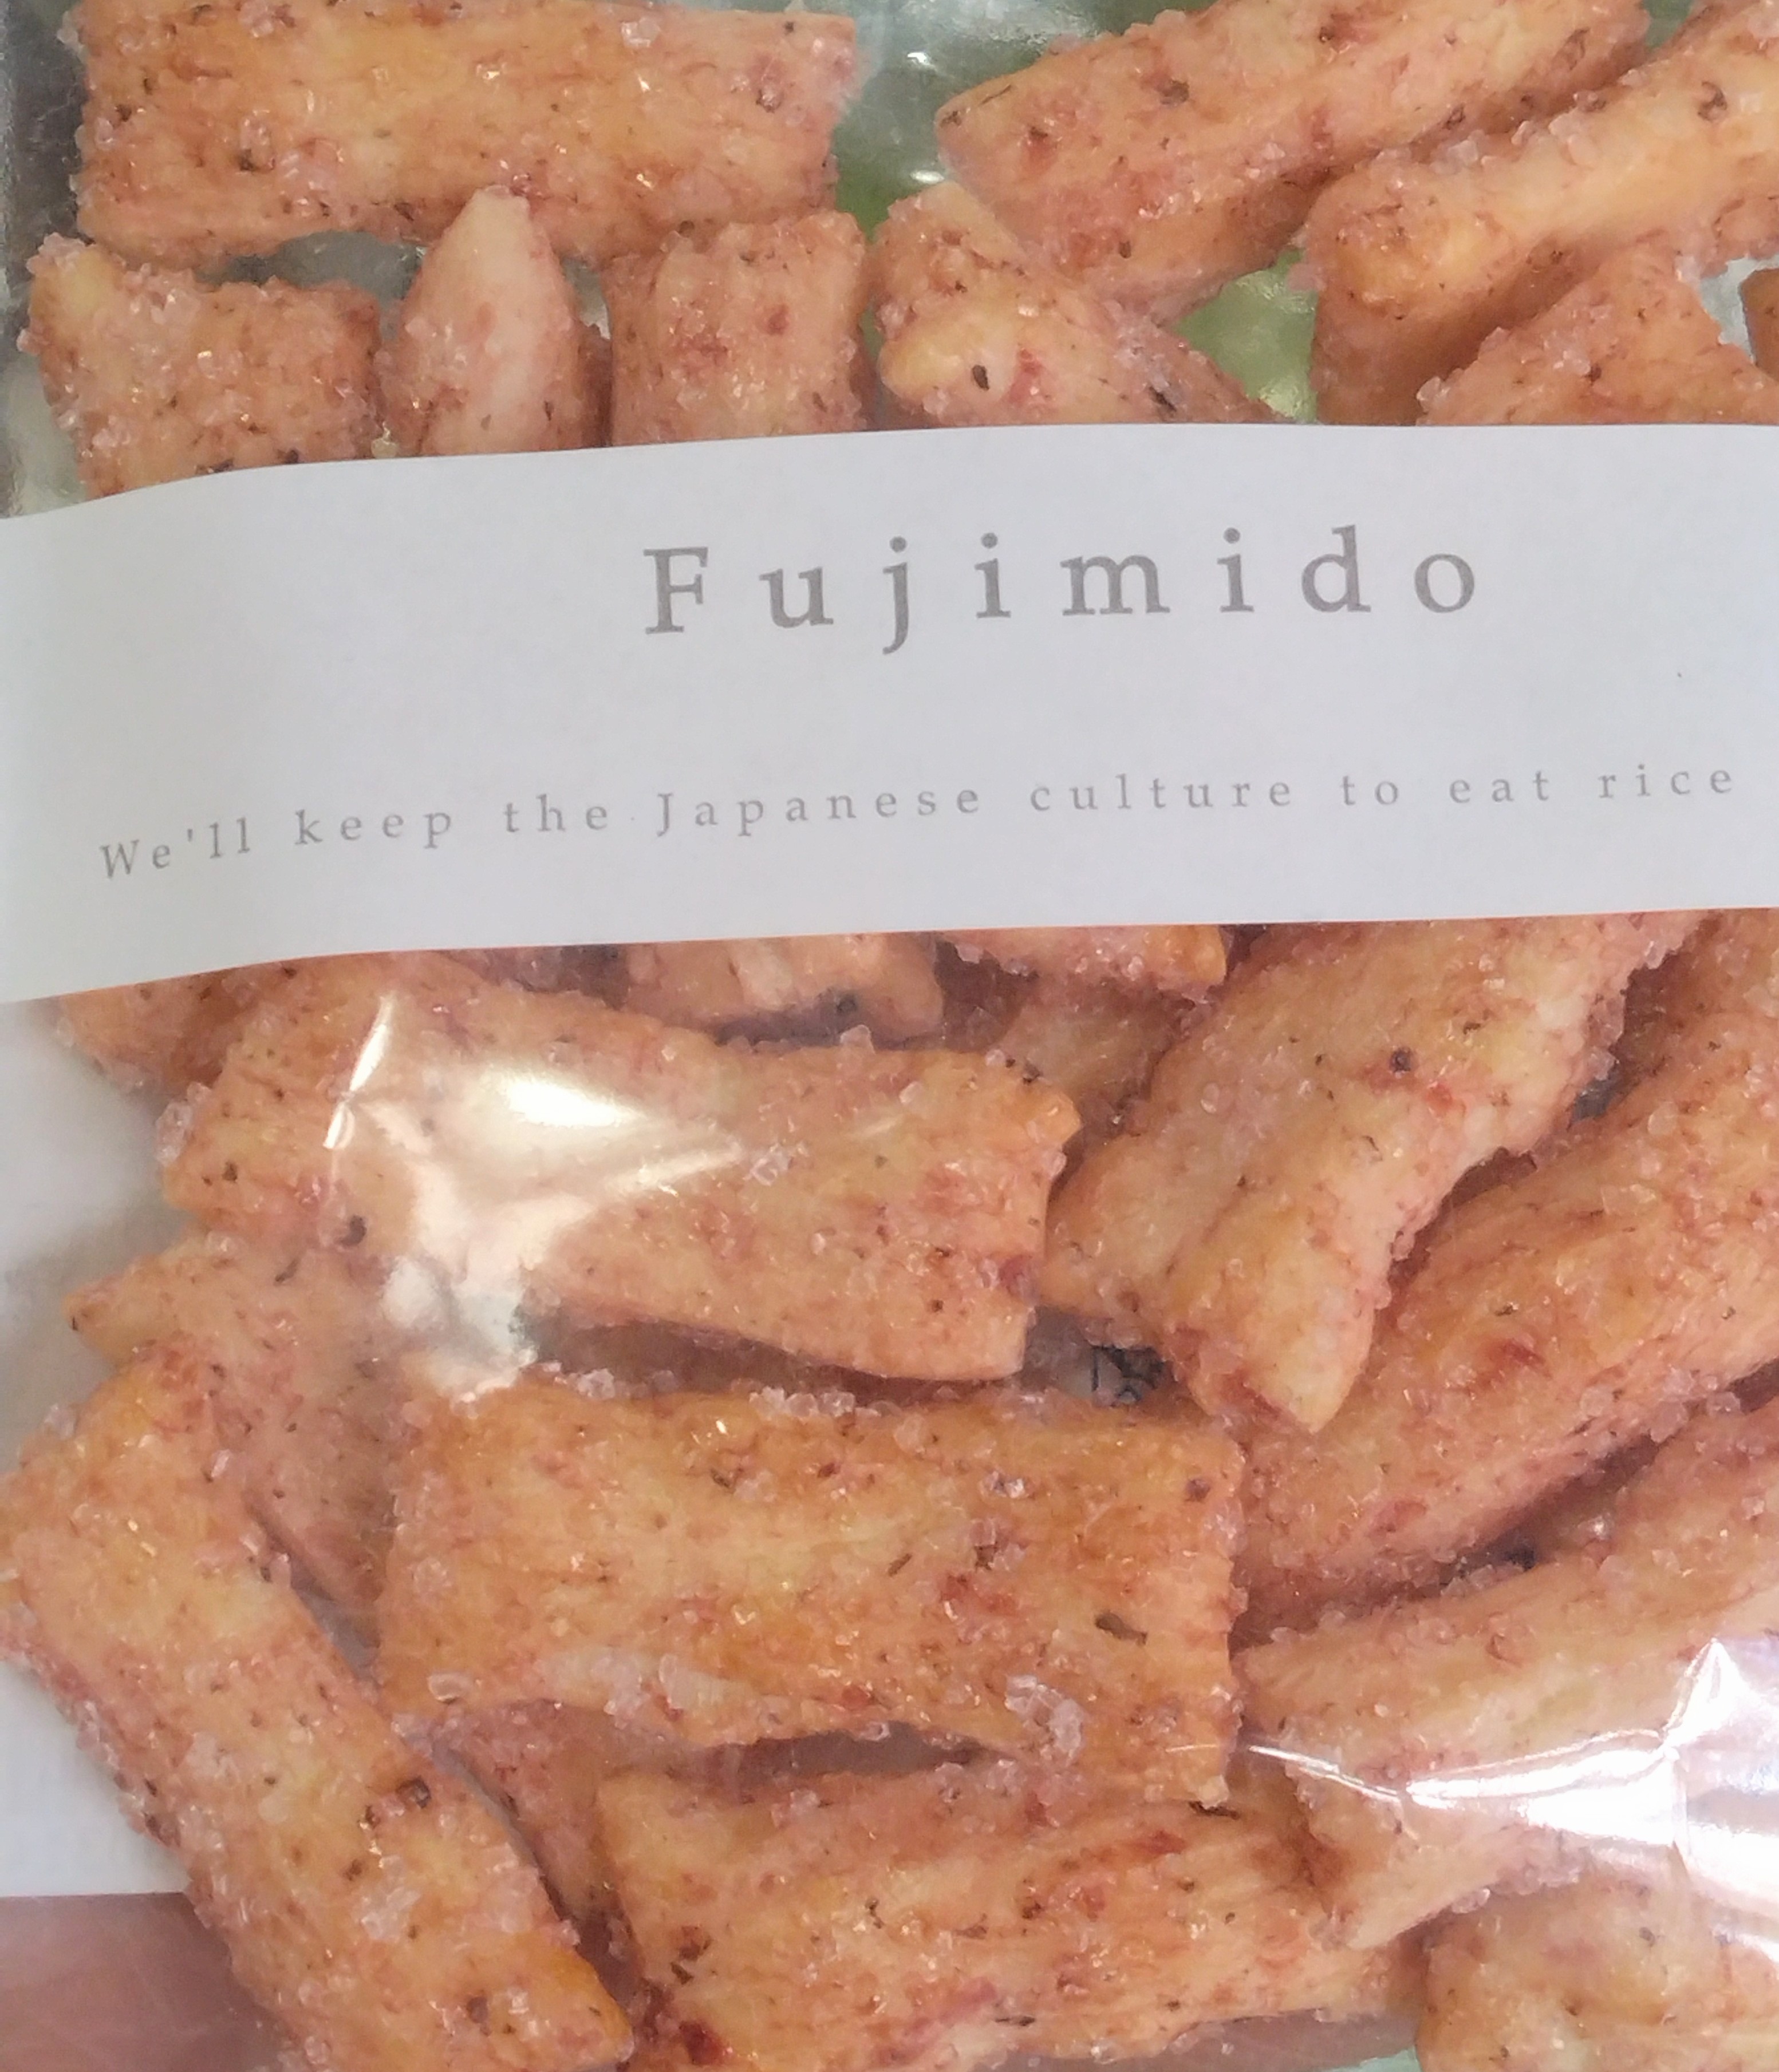 Fujimido
We'll keep the Japanese culture to eat rice